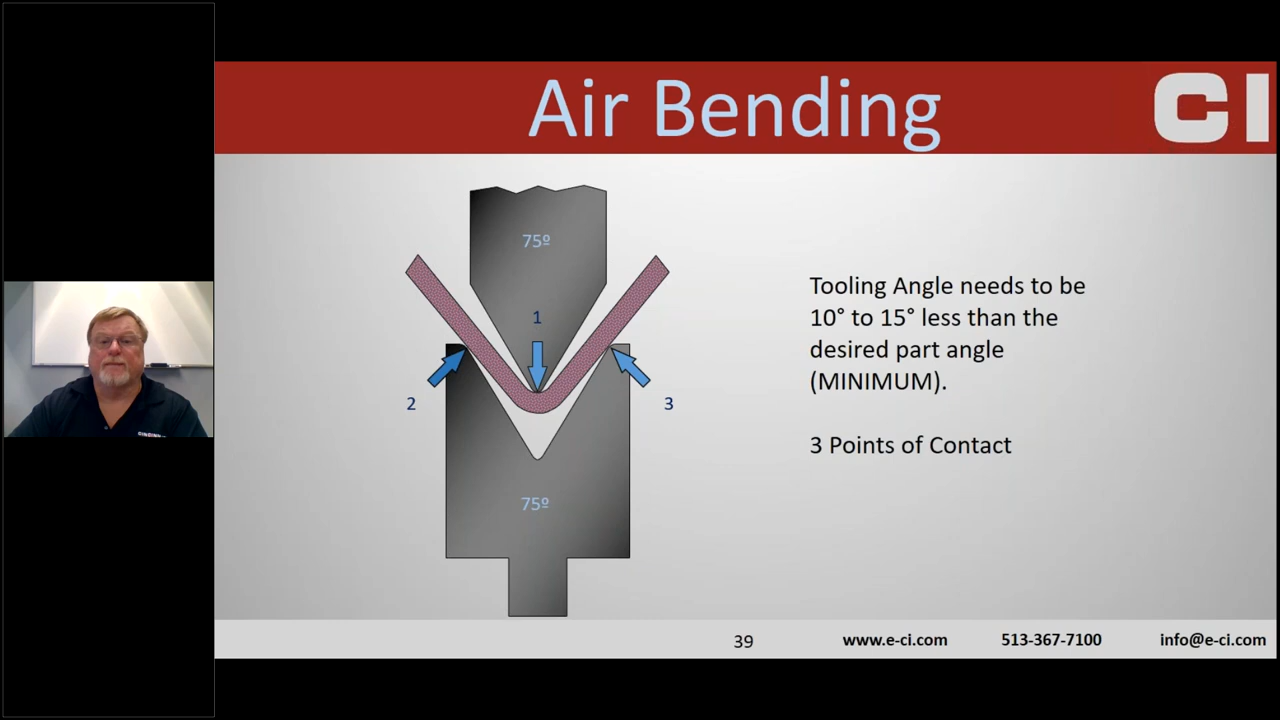 Air Bending
CI
75º
1
2
3
75º
Tooling Angle needs to be
10° to 15° less than the
desired part angle
(MINIMUM).
3 Points of Contact
39
www.e-ci.com
513-367-7100
info@e-ci.com